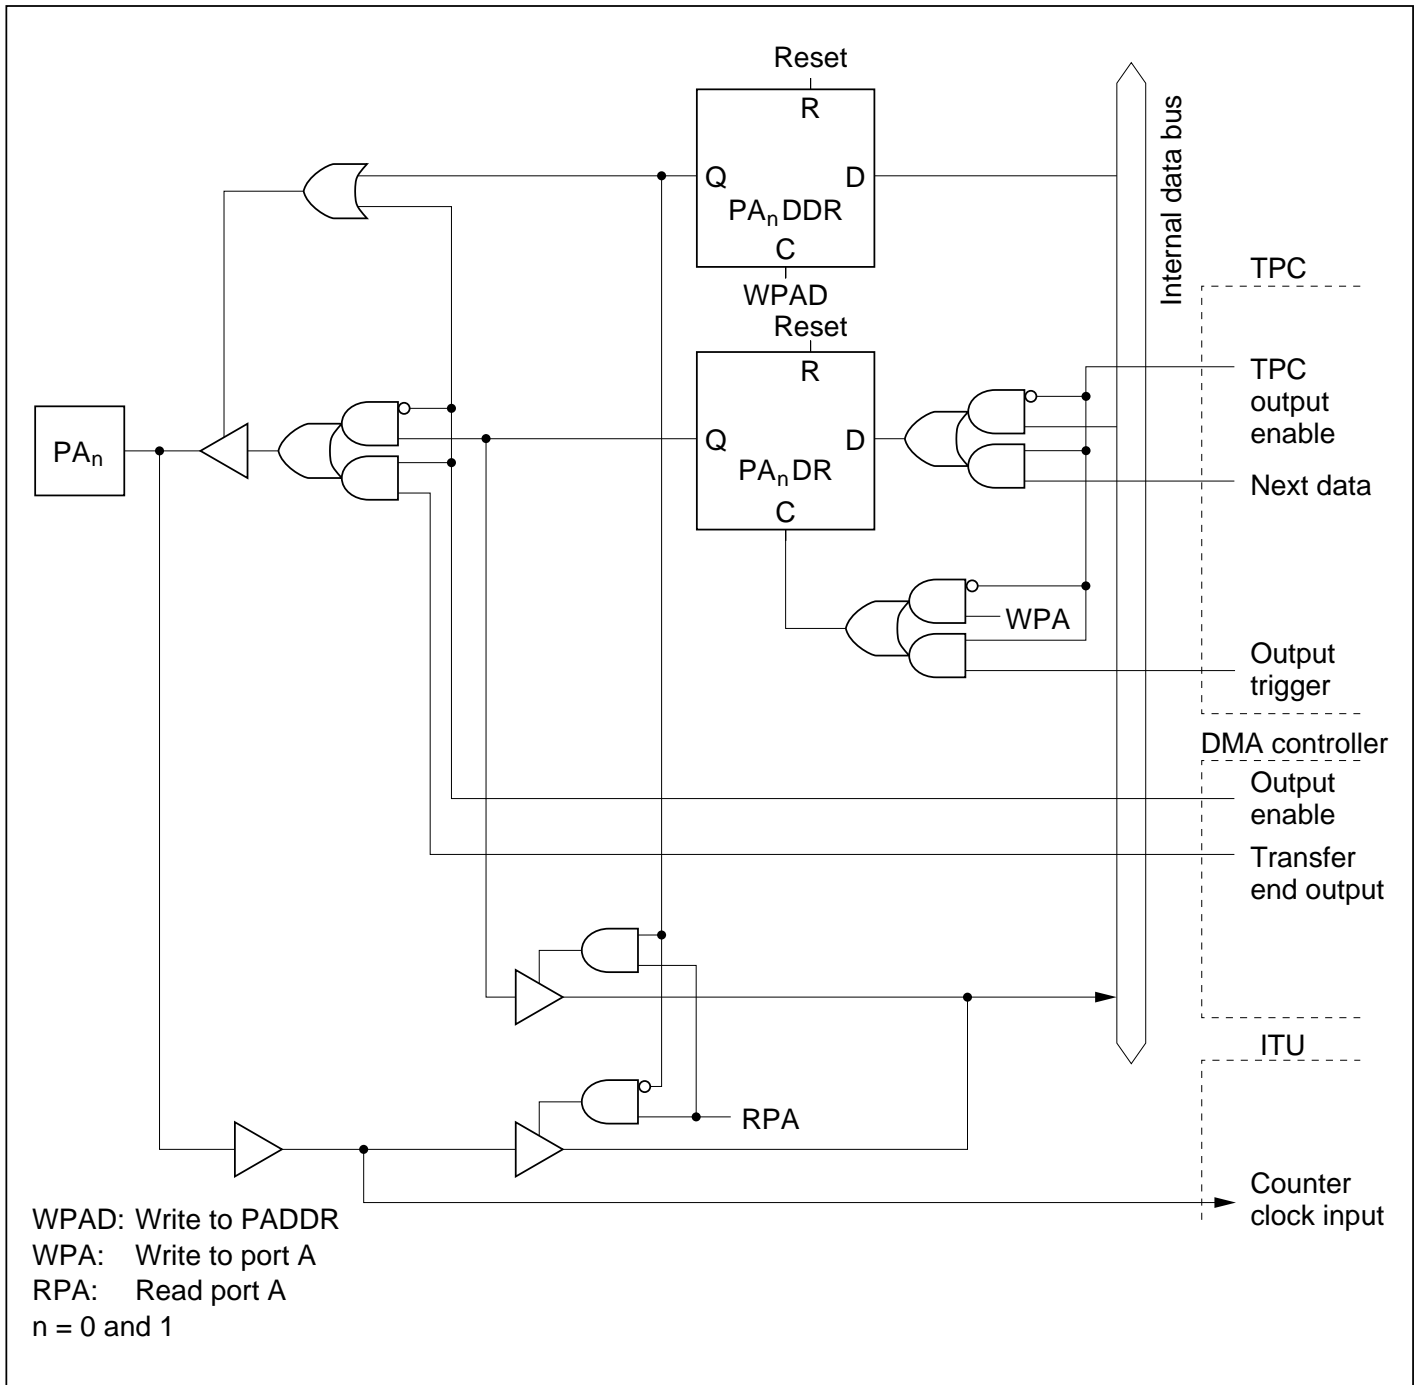 Reset
R
Q
D
PAnDDR
C
WPAD
Internal data bus
TPC
Reset
R
Q
D
PAnDR
C
PAn
TPC
output
enable
Next data
WPA
Output
trigger
DMA controller
Output
enable
Transfer
end output
ITU
RPA
Counter
clock input
WPAD: Write to PADDR
WPA: Write to port A
RPA: Read port A
n = 0 and 1